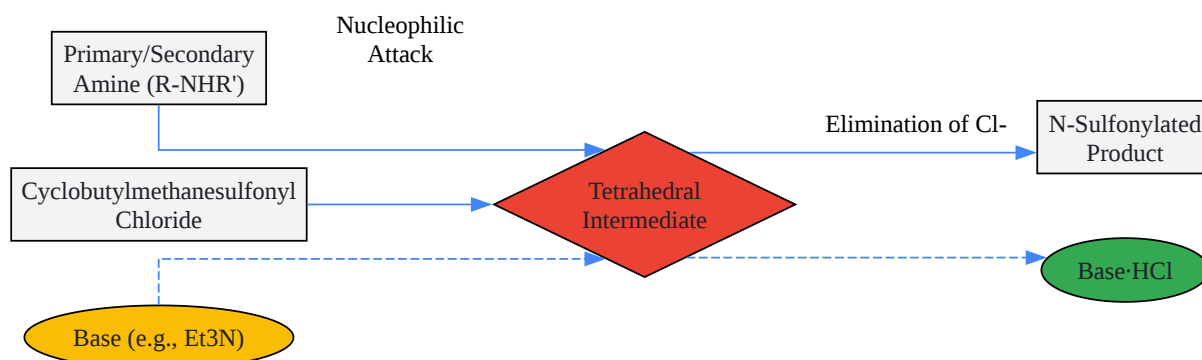 Nucleophilic
Attack
Primary/Secondary
Amine (R-NHR')
Elimination of Cl-
N-Sulfonylated
Product
Cyclobutylmethanesulfonyl
Chloride
Tetrahedral
Intermediate
Base·HCl
Base (e.g., Et3N)